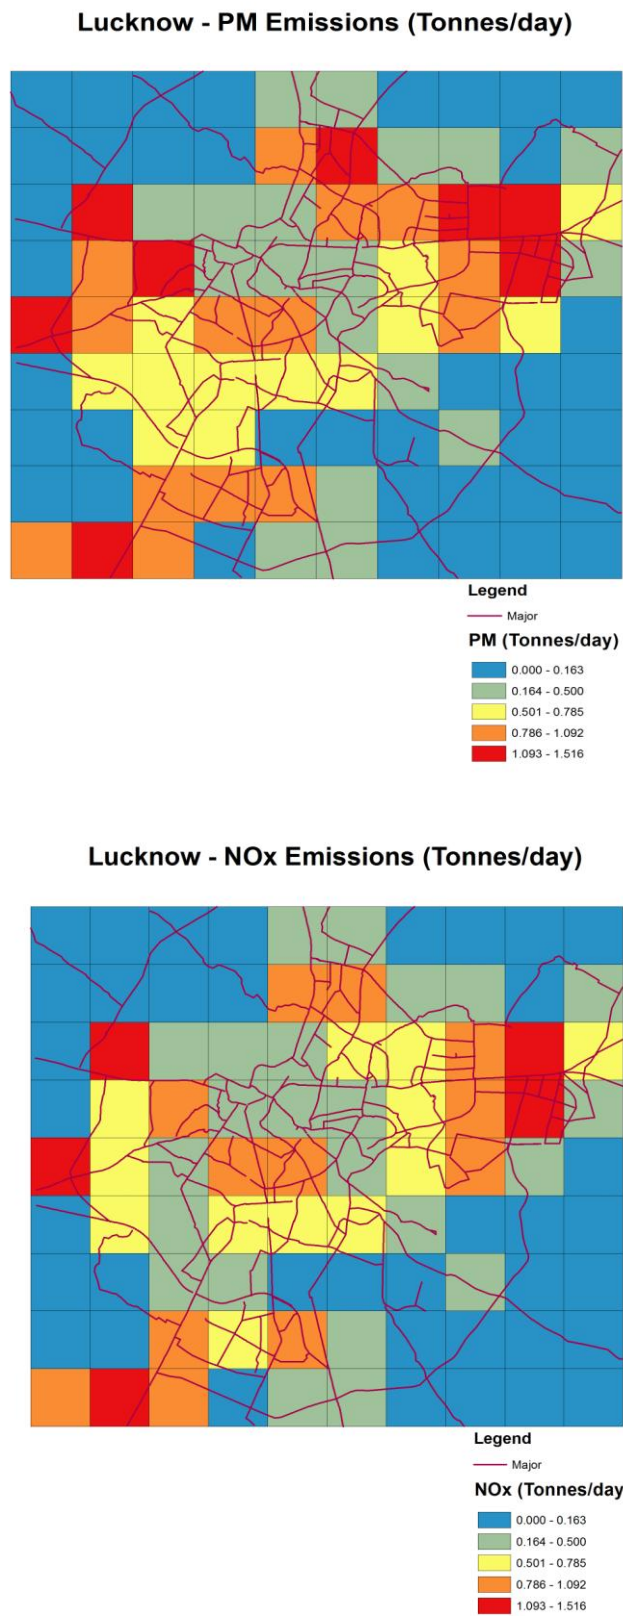 Lucknow - PM Emissions (Tonnes/day)
Legend
Major
PM (Tonnes/day)
0.000 - 0.163
0.164 - 0.500
0.501 - 0.785
0.786 - 1.092
1.093 - 1.516
Lucknow - NOx Emissions (Tonnes/day)
Legend
Major
NOx (Tonnes/day
0.000 - 0.163
0.164 - 0.500
0.501 - 0.785
0.786 - 1.092
1.093 - 1.516